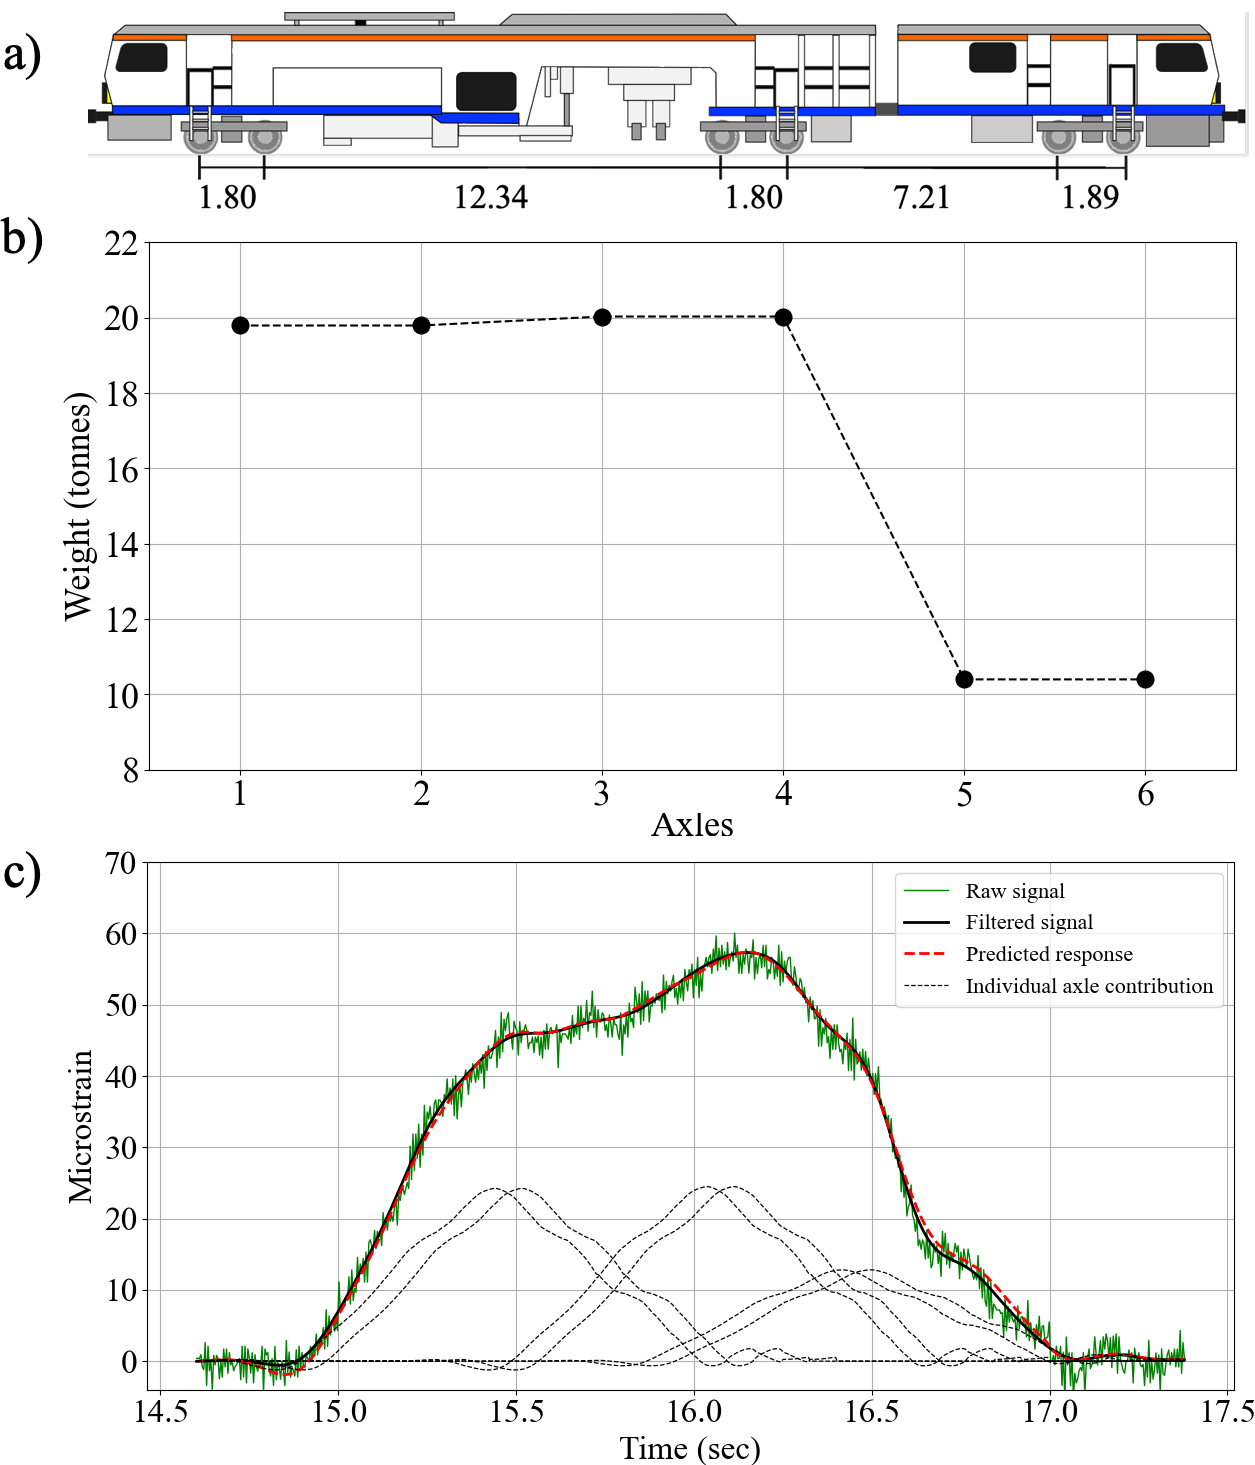 a)
1.80 12.34 1.80 7.21 1.89
b)
22
20
18
16
14
12
10
8
Weight (tonnes)
1 2 3 4 5 6
Axles
c)
70
60
50
40
30
20
10
0
Microstrain
Raw signal
Filtered signal
Predicted response
Individual axle contribution
14.5 15.0 15.5 16.0 16.5 17.0 17.5
Time (sec)